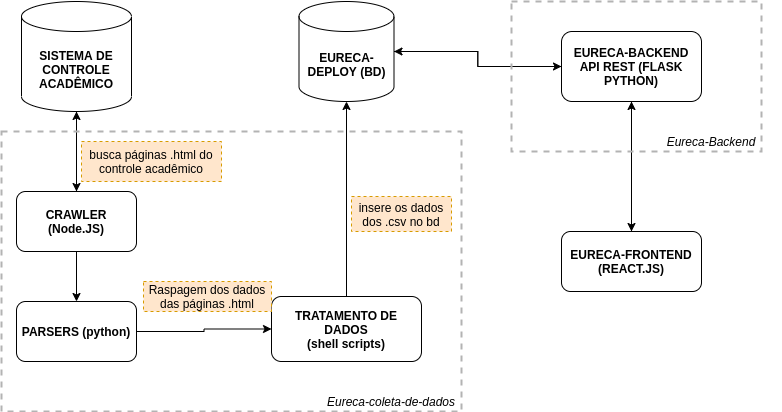 SISTEMA DE
CONTROLE
ACADÊMICO
EURECA-
DEPLOY (BD)
EURECA-BACKEND
API REST (FLASK
PYTHON)
Eureca-Backend
busca páginas .html do
controle acadêmico
CRAWLER
(Node.JS)
insere os dados
dos .csv no bd
EURECA-FRONTEND
(REACT.JS)
Raspagem dos dados
das páginas .html
PARSERS (python)
TRATAMENTO DE
DADOS
(shell scripts)
Eureca-coleta-de-dados